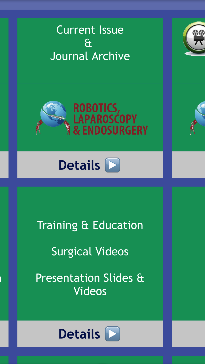 Current Issue
&
Journal Archive
ROBOTICS,
LAPAROSCOPY
& ENDOSURGERY
Details
Training & Education
Surgical Videos
Presentation Slides &
Videos
Details